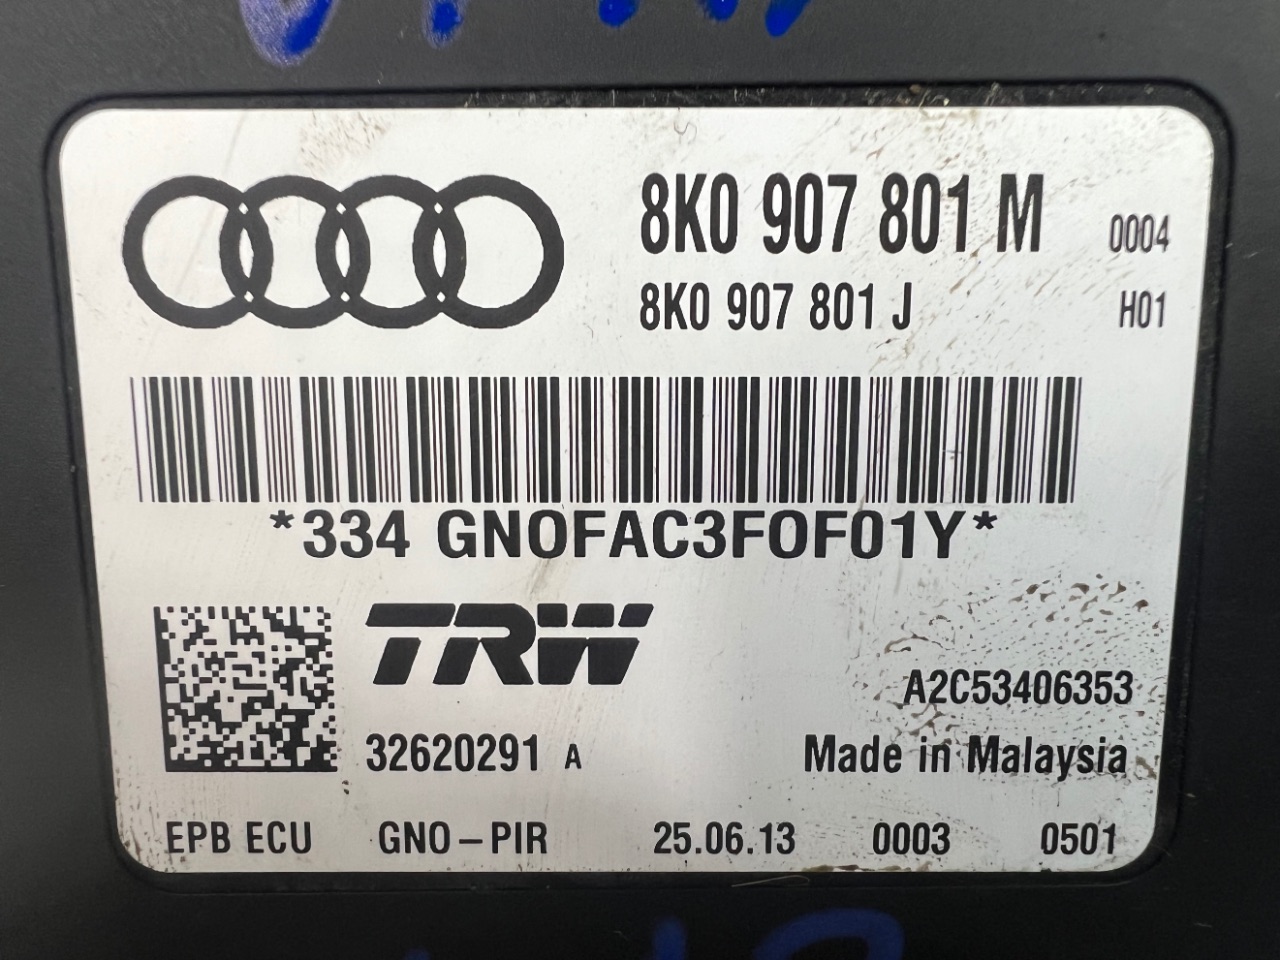 8K0 907 801 M 0004
8K0 907 801 J H01
*334 GNOFAC3F0F01Y*
TRW
A2C53406353
32620291 A Made in Malaysia
EPB ECU GNO-PIR 25.06.13 0003 0501